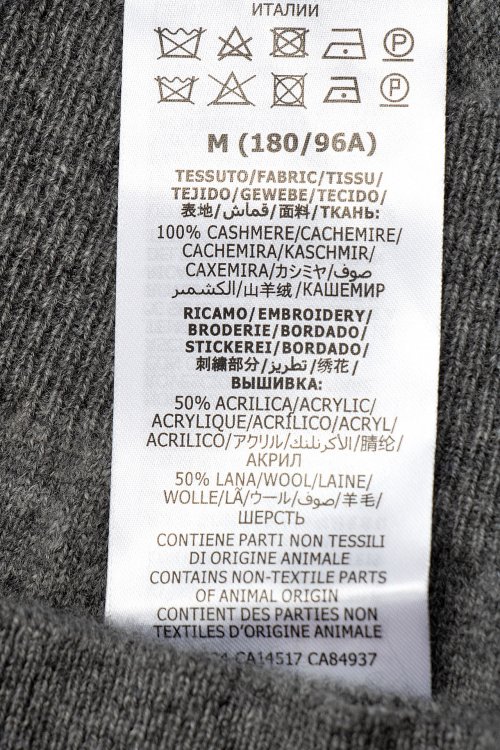 ИТАЛИИ
M (180/96A)
TESSUTO/FABRIC/TISSU/
TEJIDO/GEWEBE/TECIDO/
表地/قماش/面料/ТКАНЬ:
100% CASHMERE/CACHEMIRE/
CACHEMIRA/KASCHMIR/
CAXEMIRA/カシミヤ/صوف
الكشمير/山羊绒/КАШЕМИР
RICAMO/EMBROIDERY/
BRODERIE/BORDADO/
STICKEREI/BORDADO/
刺繍部分/تطريز/绣花/
ВЫШИВКА:
50% ACRILICA/ACRYLIC/
ACRYLIQUE/ACRÍLICO/ACRYL/
ACRILICO/アクリル/الأكرنلك/腈纶/
АКРИЛ
50% LANA/WOOL/LAINE/
WOLLE/LÃ/ウール/صوف/羊毛/
ШЕРСТЬ
CONTIENE PARTI NON TESSILI
DI ORIGINE ANIMALE
CONTAINS NON-TEXTILE PARTS
OF ANIMAL ORIGIN
CONTIENT DES PARTIES NON
TEXTILES D'ORIGINE ANIMALE
CA14517 CA84937